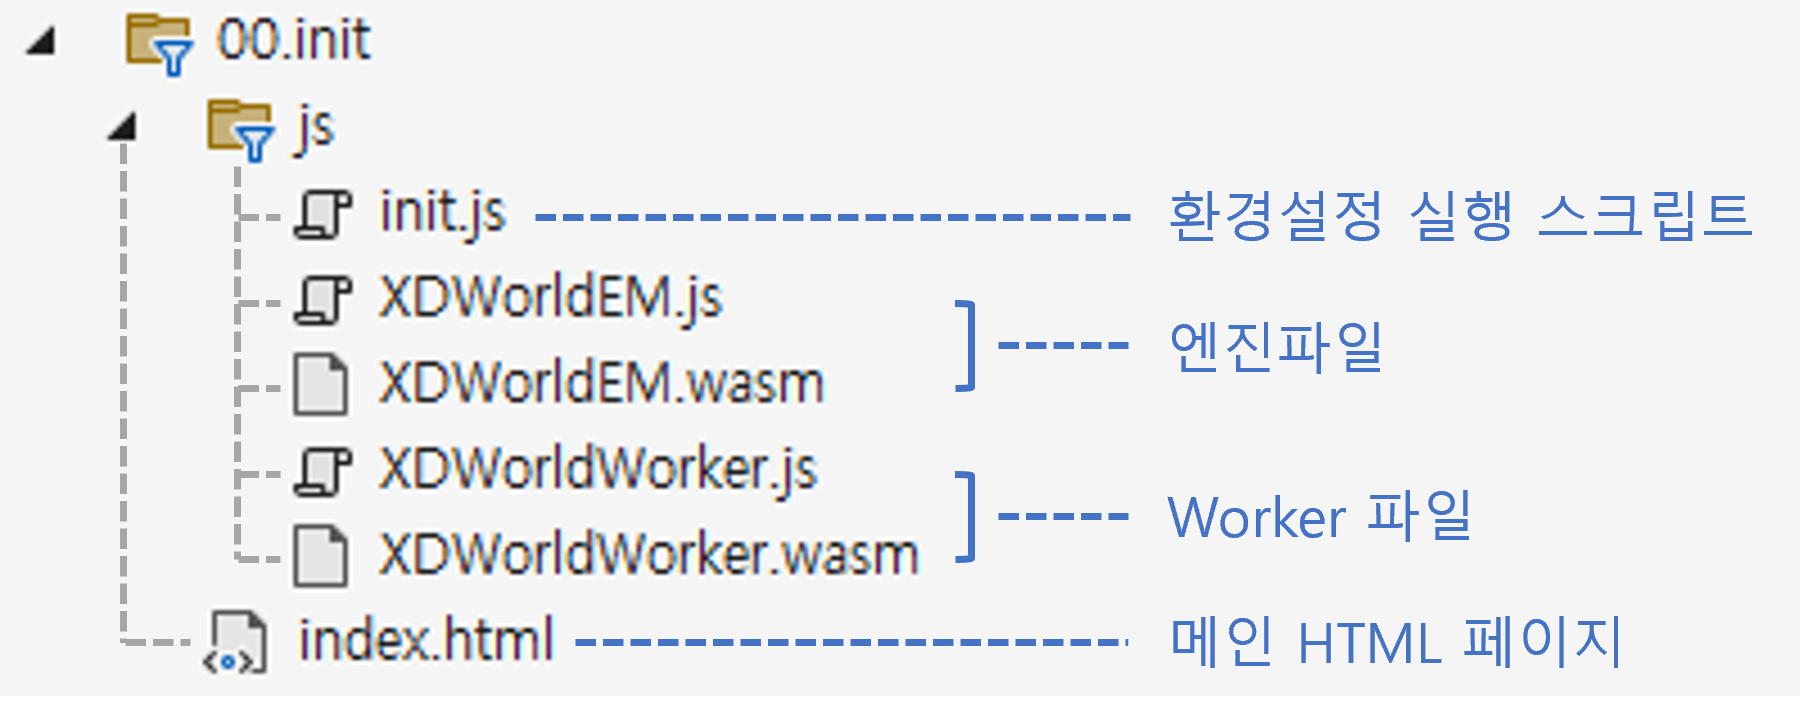 00.init
js
init.js 환경설정 실행 스크립트
XDWorldEM.js
엔진파일
XDWorldEM.wasm
XDWorldWorker.js
Worker 파일
XDWorldWorker.wasm
index.html 메인 HTML 페이지